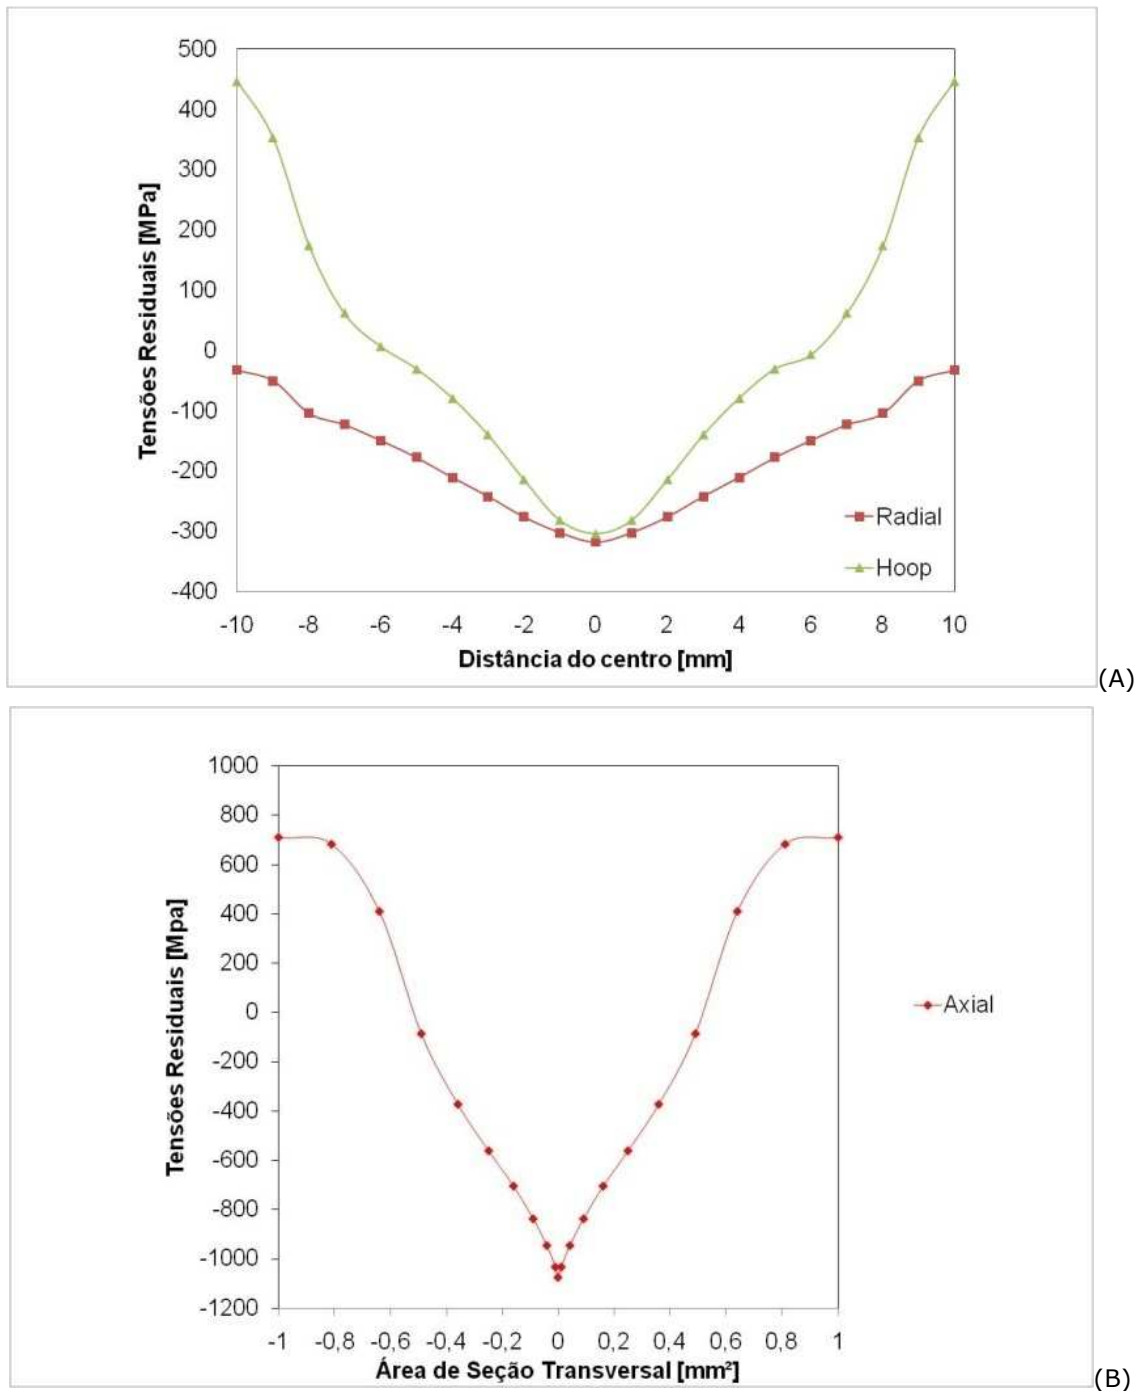 500
400
300
200
100
0
-100
-200
-300
-400
Tensões Residuais [MPa]
Radial
Hoop
-10 -8 -6 -4 -2 0 2 4 6 8 10
Distância do centro [mm]
(A)
1000
800
600
400
200
0
-200
-400
-600
-800
-1000
-1200
Tensões Residuais [Mpa]
Axial
-1 -0,8 -0,6 -0,4 -0,2 0 0,2 0,4 0,6 0,8 1
Área de Seção Transversal [mm²]
(B)